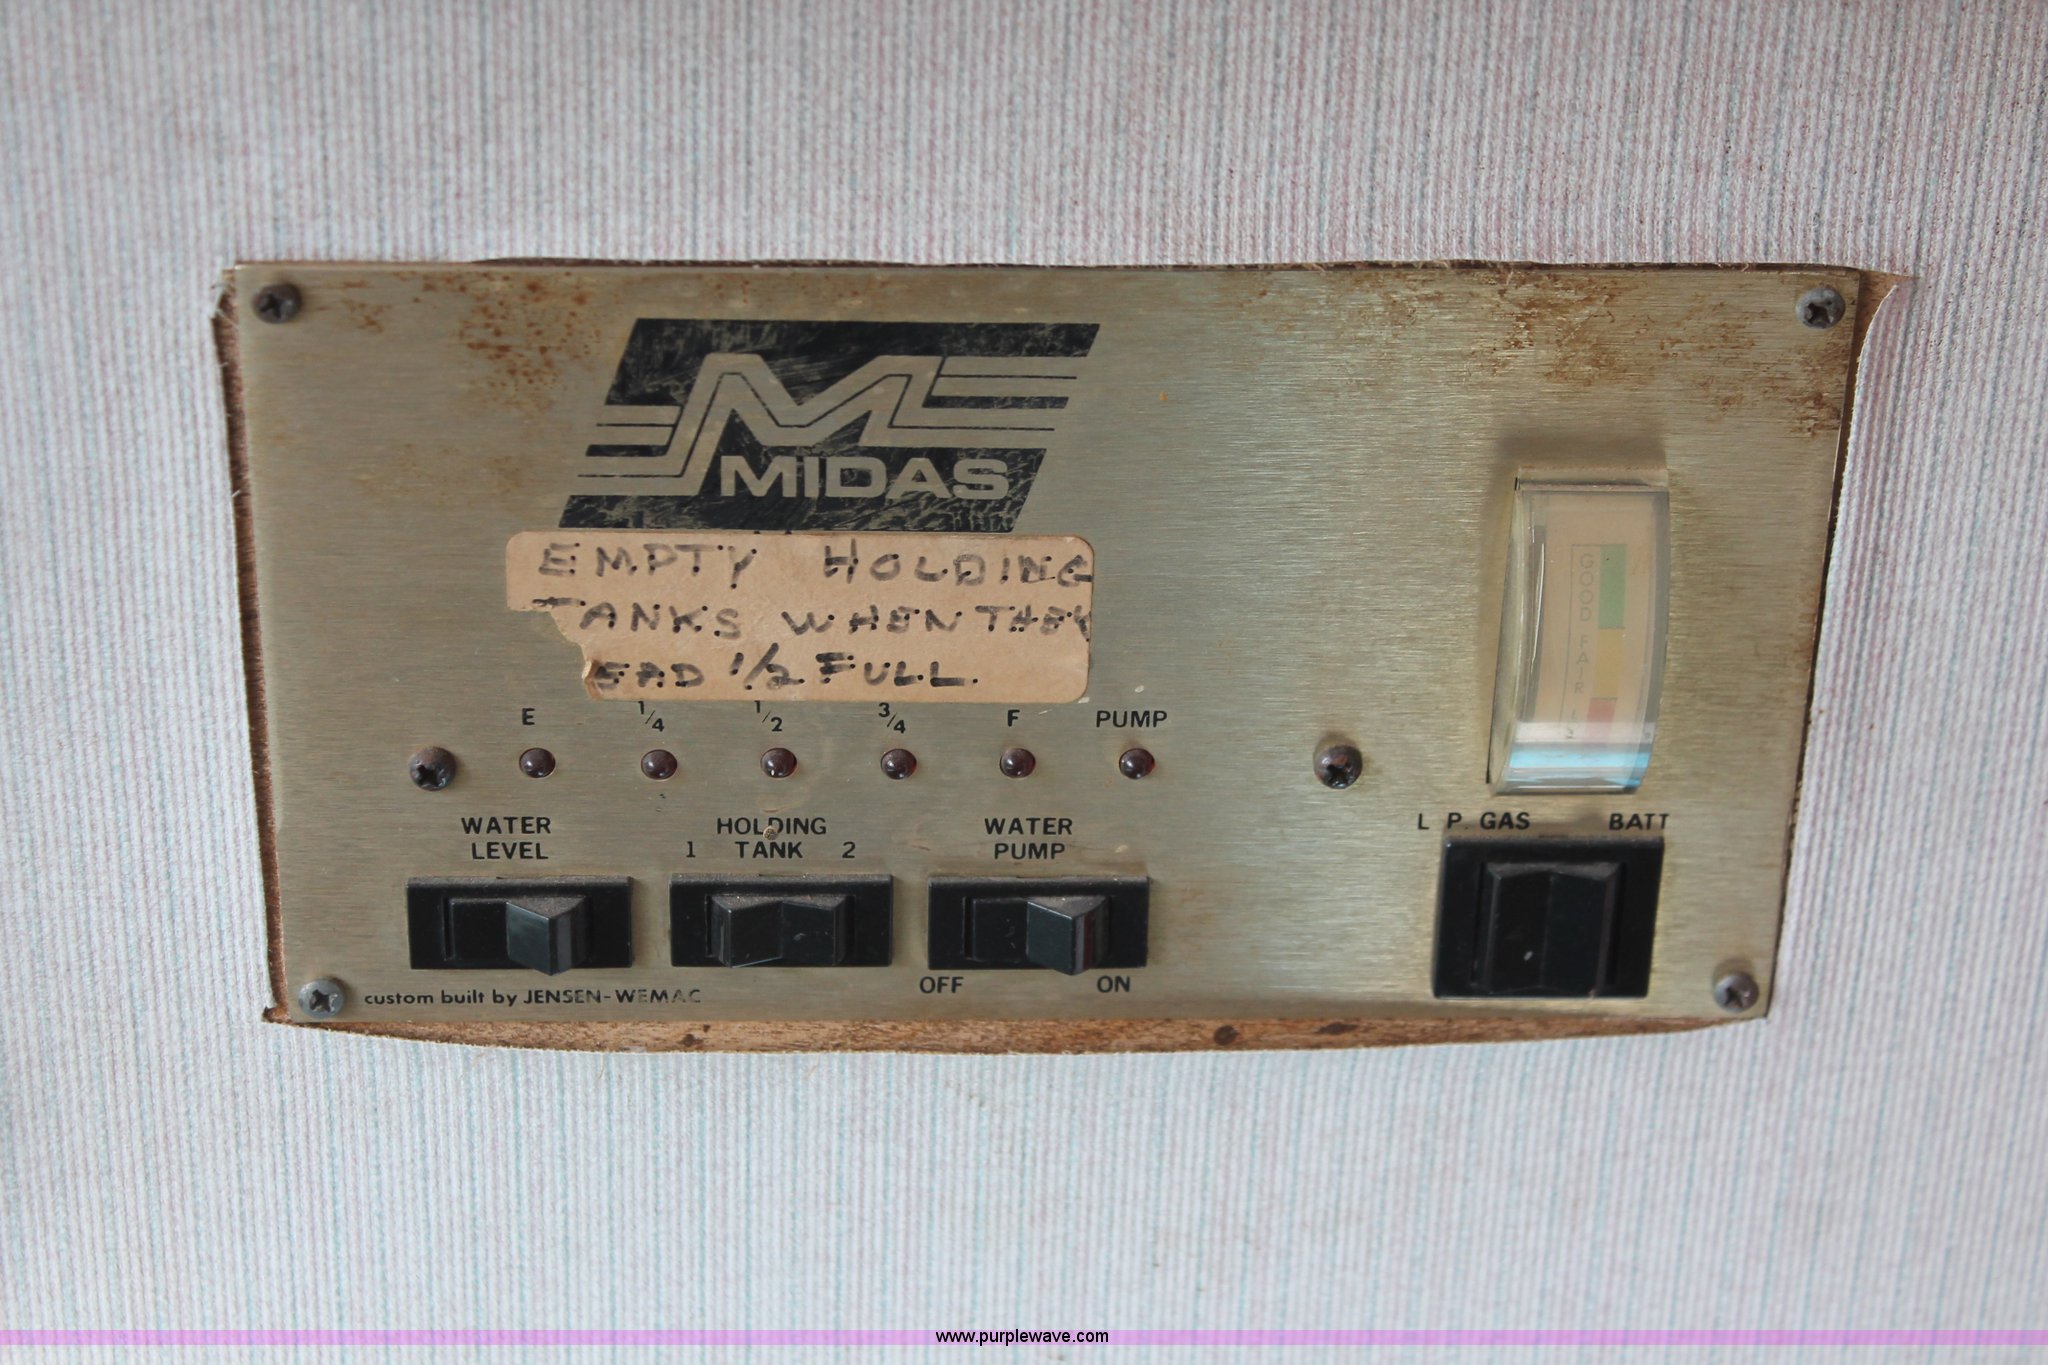 MIDAS
EMPTY HOLDING
TANKS WHEN THEY
EAD 1/2 FULL
E 1/4 1/2 3/4 F PUMP
GOOD FAIR
WATER LEVEL
HOLDING
1 TANK 2
WATER PUMP
L P. GAS BATT
OFF ON
custom built by JENSEN-WEMAC
www.purplewave.com